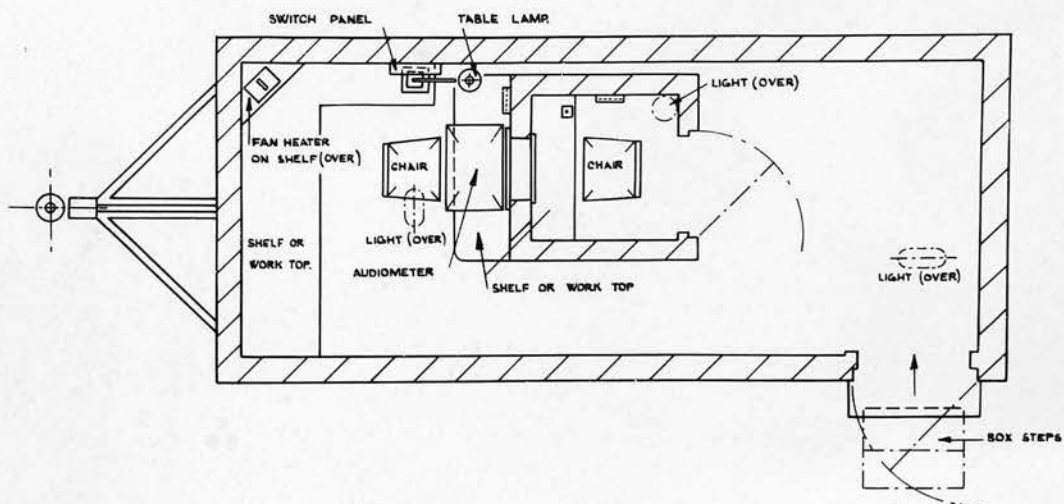 SWITCH PANEL
TABLE LAMP.
LIGHT (OVER)
FAN HEATER
ON SHELF (OVER)
CHAIR
CHAIR
LIGHT (OVER)
SHELF OR
WORK TOP.
AUDIOMETER
SHELF OR WORK TOP
LIGHT (OVER)
BOX STEPS